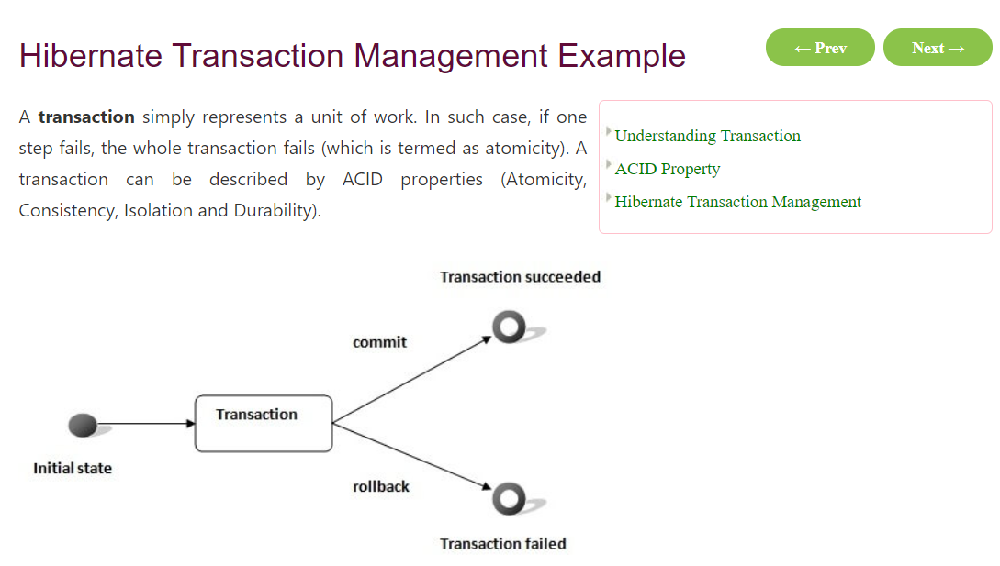 Hibernate Transaction Management Example
← Prev
Next →
A transaction simply represents a unit of work. In such case, if one
step fails, the whole transaction fails (which is termed as atomicity). A
transaction can be described by ACID properties (Atomicity,
Consistency, Isolation and Durability).
Understanding Transaction
ACID Property
Hibernate Transaction Management
Transaction succeeded
commit
Transaction
Initial state
rollback
Transaction failed